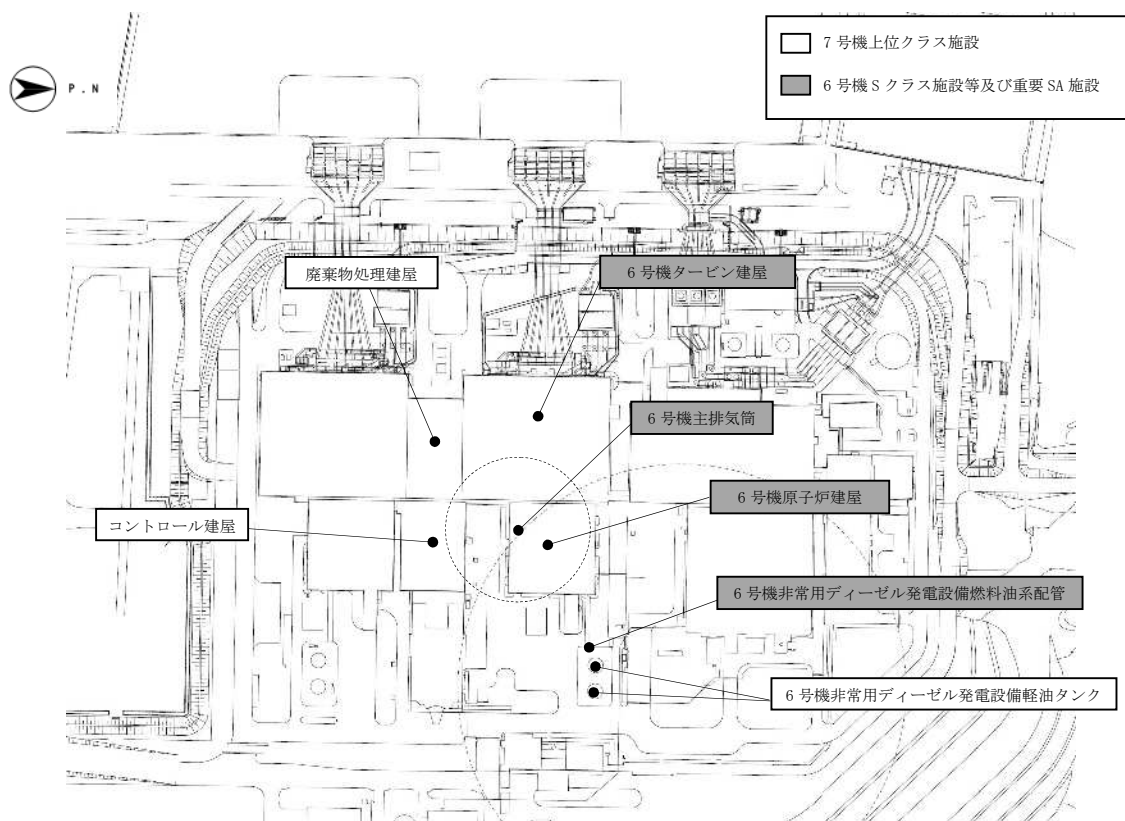 7 号機上位クラス施設
6 号機 S クラス施設等及び重要 SA 施設
P . N
廃棄物処理建屋
6 号機タービン建屋
6 号機主排気筒
6 号機原子炉建屋
コントロール建屋
6 号機非常用ディーゼル発電設備燃料油系配管
6 号機非常用ディーゼル発電設備軽油タンク